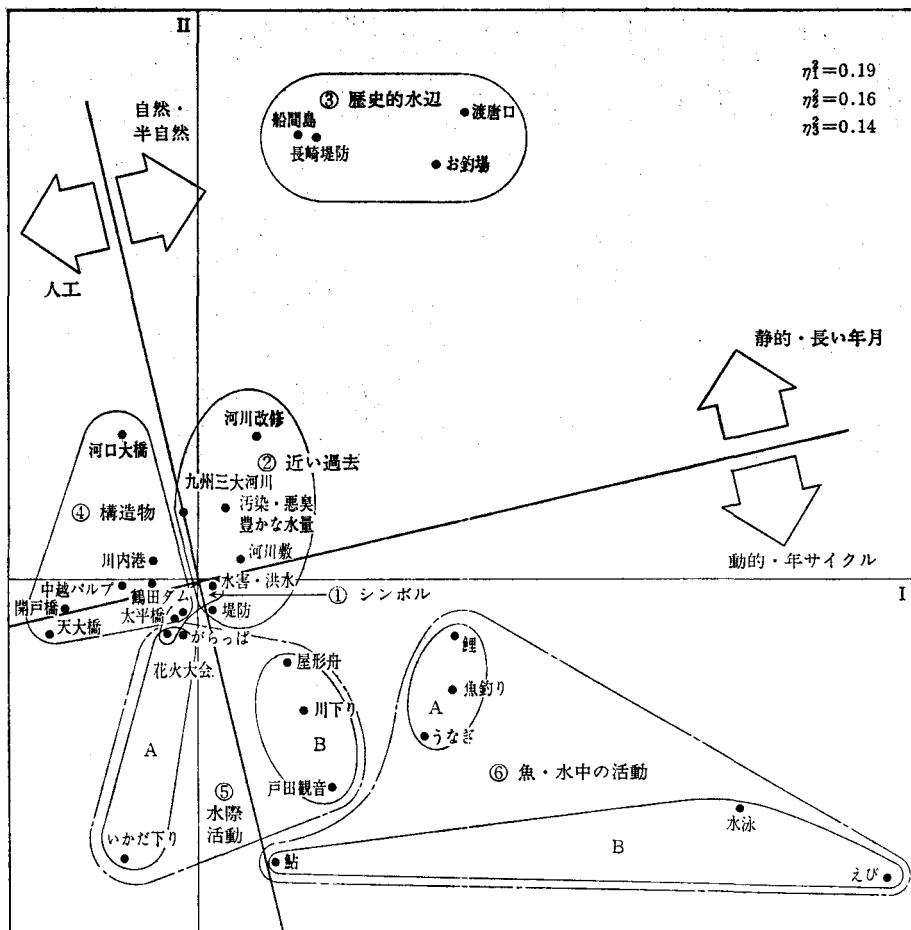 II
η₁²=0.19
η₂²=0.16
η₃²=0.14
自然・
半自然
人工
③ 歴史的水辺
船間島
長崎堤防
渡唐口
お釣場
静的・長い年月
動的・年サイクル
I
河川改修
② 近い過去
九州三大河川
汚染・悪臭
豊かな水量
河川敷
水害・洪水
① シンボル
堤防
河口大橋
④ 構造物
川内港
中越パルプ
鶴田ダム
開戸橋
太平橋
天大橋
がらっぱ
花火大会
A
いかだ下り
屋形舟
川下り
B
戸田観音
⑤
水際
活動
鯉
魚釣り
A
うなぎ
⑥ 魚・水中の活動
水泳
B
鮎
えび